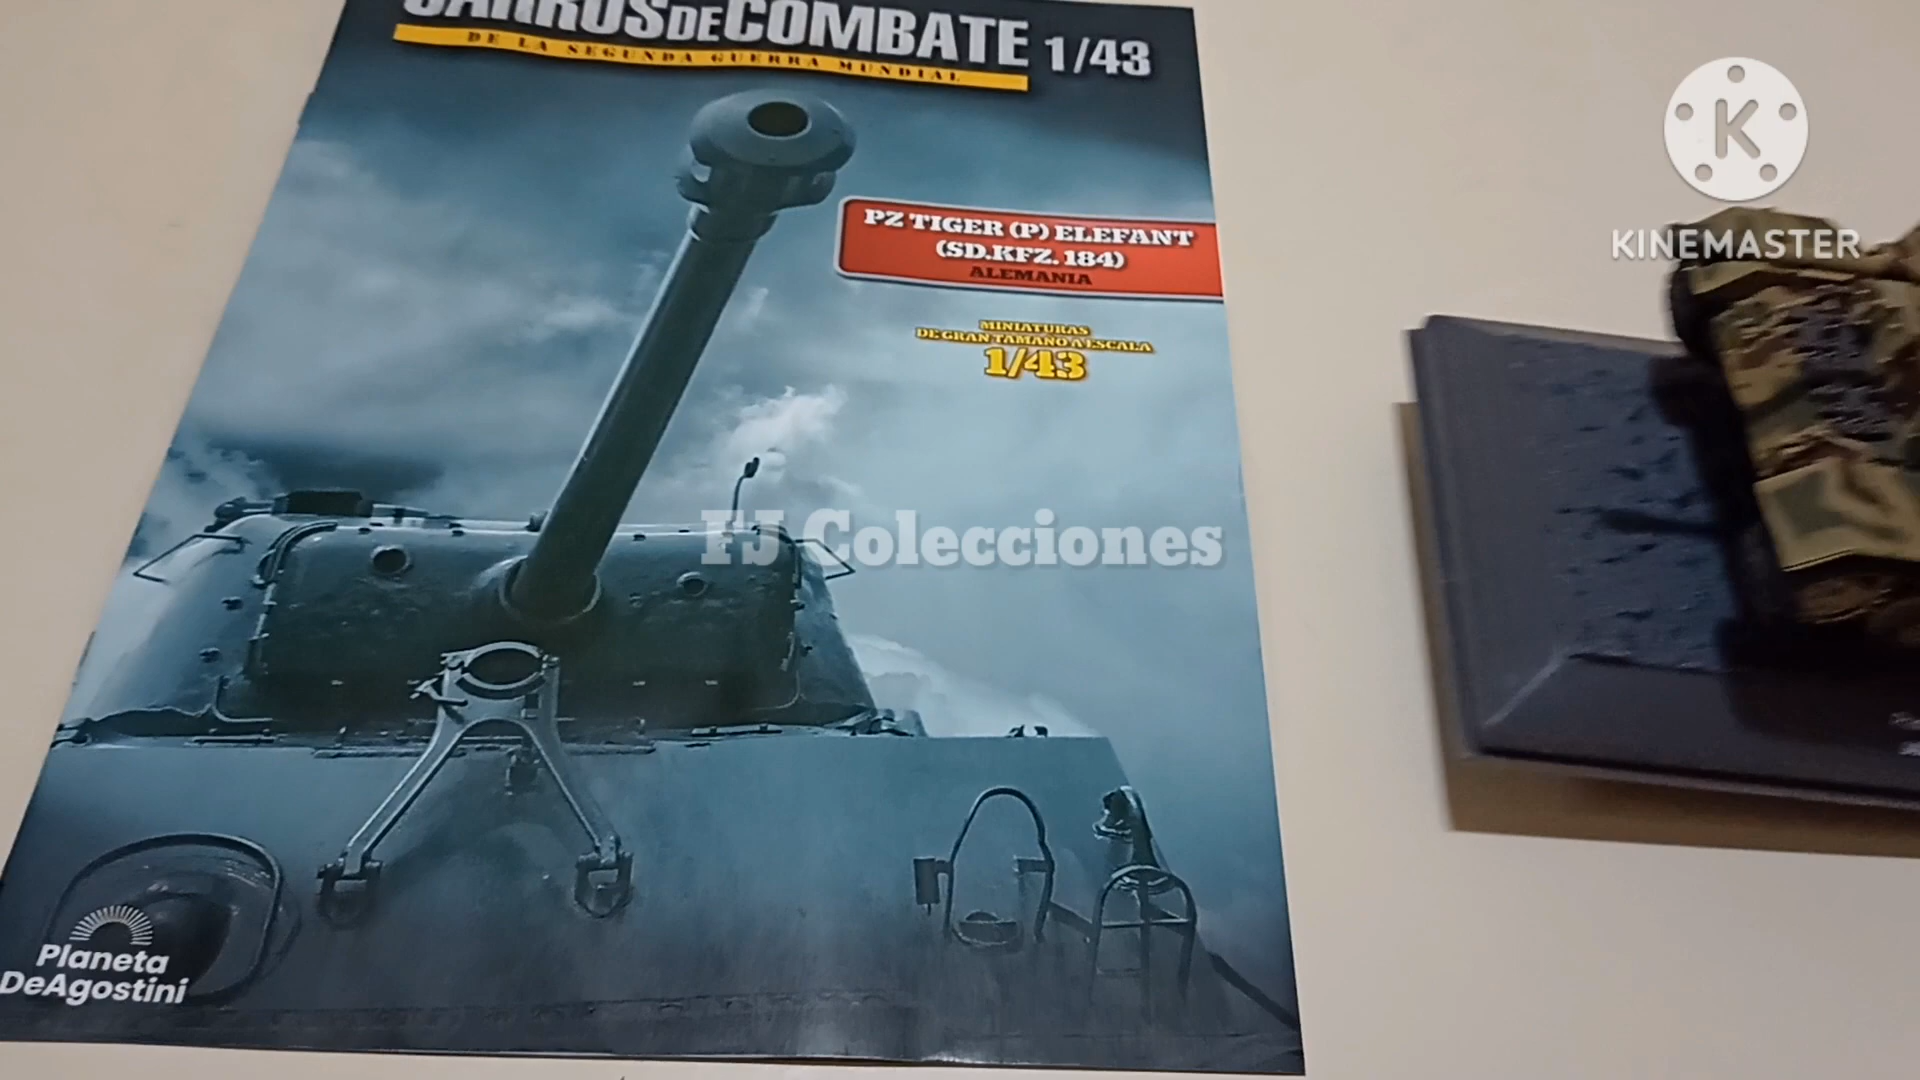 CARROS DE COMBATE 1/43
DE LA SEGUNDA GUERRA MUNDIAL
PZ TIGER (P) ELEFANT
(SD.KFZ. 184)
ALEMANIA
MINIATURAS
DE GRAN TAMAÑO A ESCALA
1/43
FJ Colecciones
Planeta
DeAgostini
K
KINEMASTER